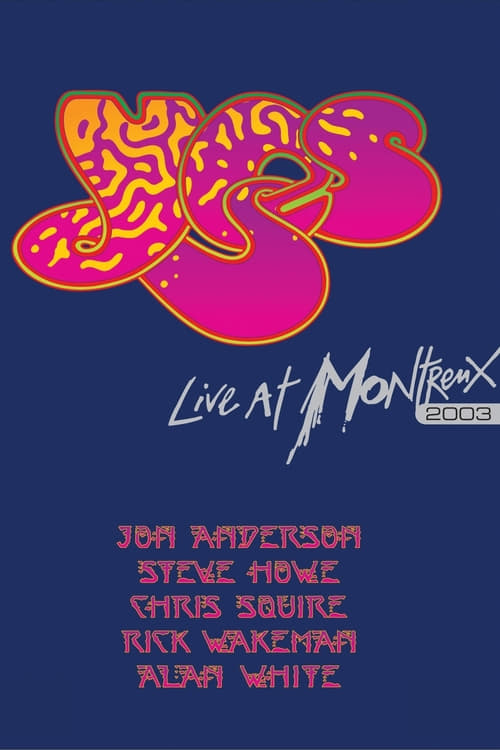 Yes
Live At Montreux
2003
JON ANDERSON
STEVE HOWE
CHRIS SQUIRE
RICK WAKEMAN
ALAN WHITE